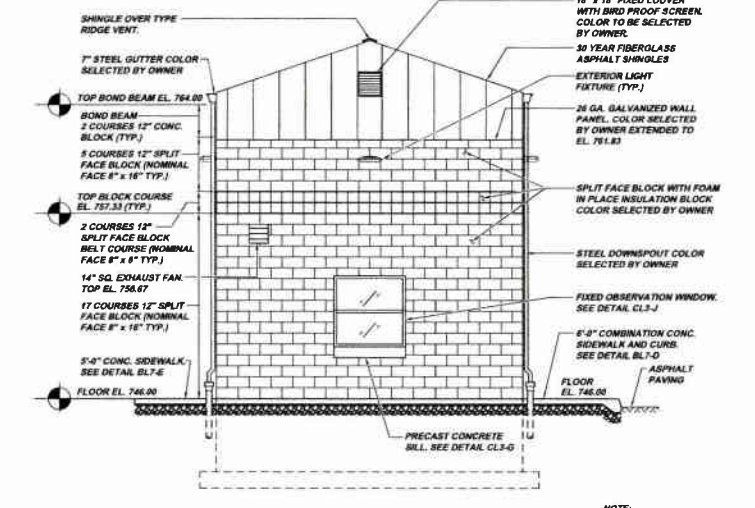 SHINGLE OVER TYPE
RIDGE VENT.
7" STEEL GUTTER COLOR
SELECTED BY OWNER
TOP BOND BEAM EL. 764.00
BOND BEAM
2 COURSES 12" CONC.
BLOCK (TYP.)
5 COURSES 12" SPLIT
FACE BLOCK (NOMINAL
FACE 8" x 16" TYP.)
TOP BLOCK COURSE
EL. 757.33 (TYP.)
2 COURSES 12"
SPLIT FACE BLOCK
BELT COURSE (NOMINAL
FACE 8" x 8" TYP.)
14" SQ. EXHAUST FAN.
TOP EL. 756.67
17 COURSES 12" SPLIT
FACE BLOCK (NOMINAL
FACE 8" x 16" TYP.)
5'-0" CONC. SIDEWALK.
SEE DETAIL BL7-E
FLOOR EL. 746.00
FIXED LOUVER
WITH BIRD PROOF SCREEN.
COLOR TO BE SELECTED
BY OWNER.
30 YEAR FIBERGLASS
ASPHALT SHINGLES
EXTERIOR LIGHT
FIXTURE (TYP.)
26 GA. GALVANIZED WALL
PANEL. COLOR SELECTED
BY OWNER EXTENDED TO
EL. 761.83
SPLIT FACE BLOCK WITH FOAM
IN PLACE INSULATION BLOCK
COLOR SELECTED BY OWNER
STEEL DOWNSPOUT COLOR
SELECTED BY OWNER
FIXED OBSERVATION WINDOW.
SEE DETAIL CL3-J
6'-0" COMBINATION CONC.
SIDEWALK AND CURB.
SEE DETAIL BL7-D
FLOOR
EL. 746.00
ASPHALT
PAVING
PRECAST CONCRETE
SILL. SEE DETAIL CL3-G
NOTE: